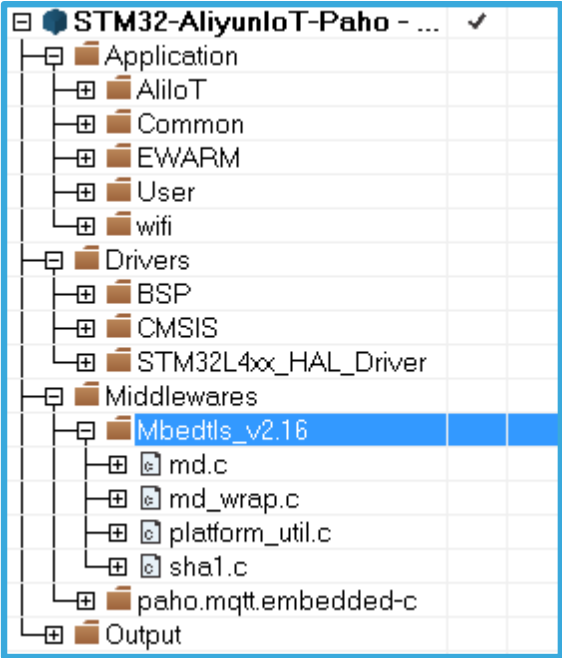 STM32-AliyunIoT-Paho - ...
Application
AliIoT
Common
EWARM
User
wifi
Drivers
BSP
CMSIS
STM32L4xx_HAL_Driver
Middlewares
Mbedtls_v2.16
md.c
md_wrap.c
platform_util.c
sha1.c
paho.mqtt.embedded-c
Output